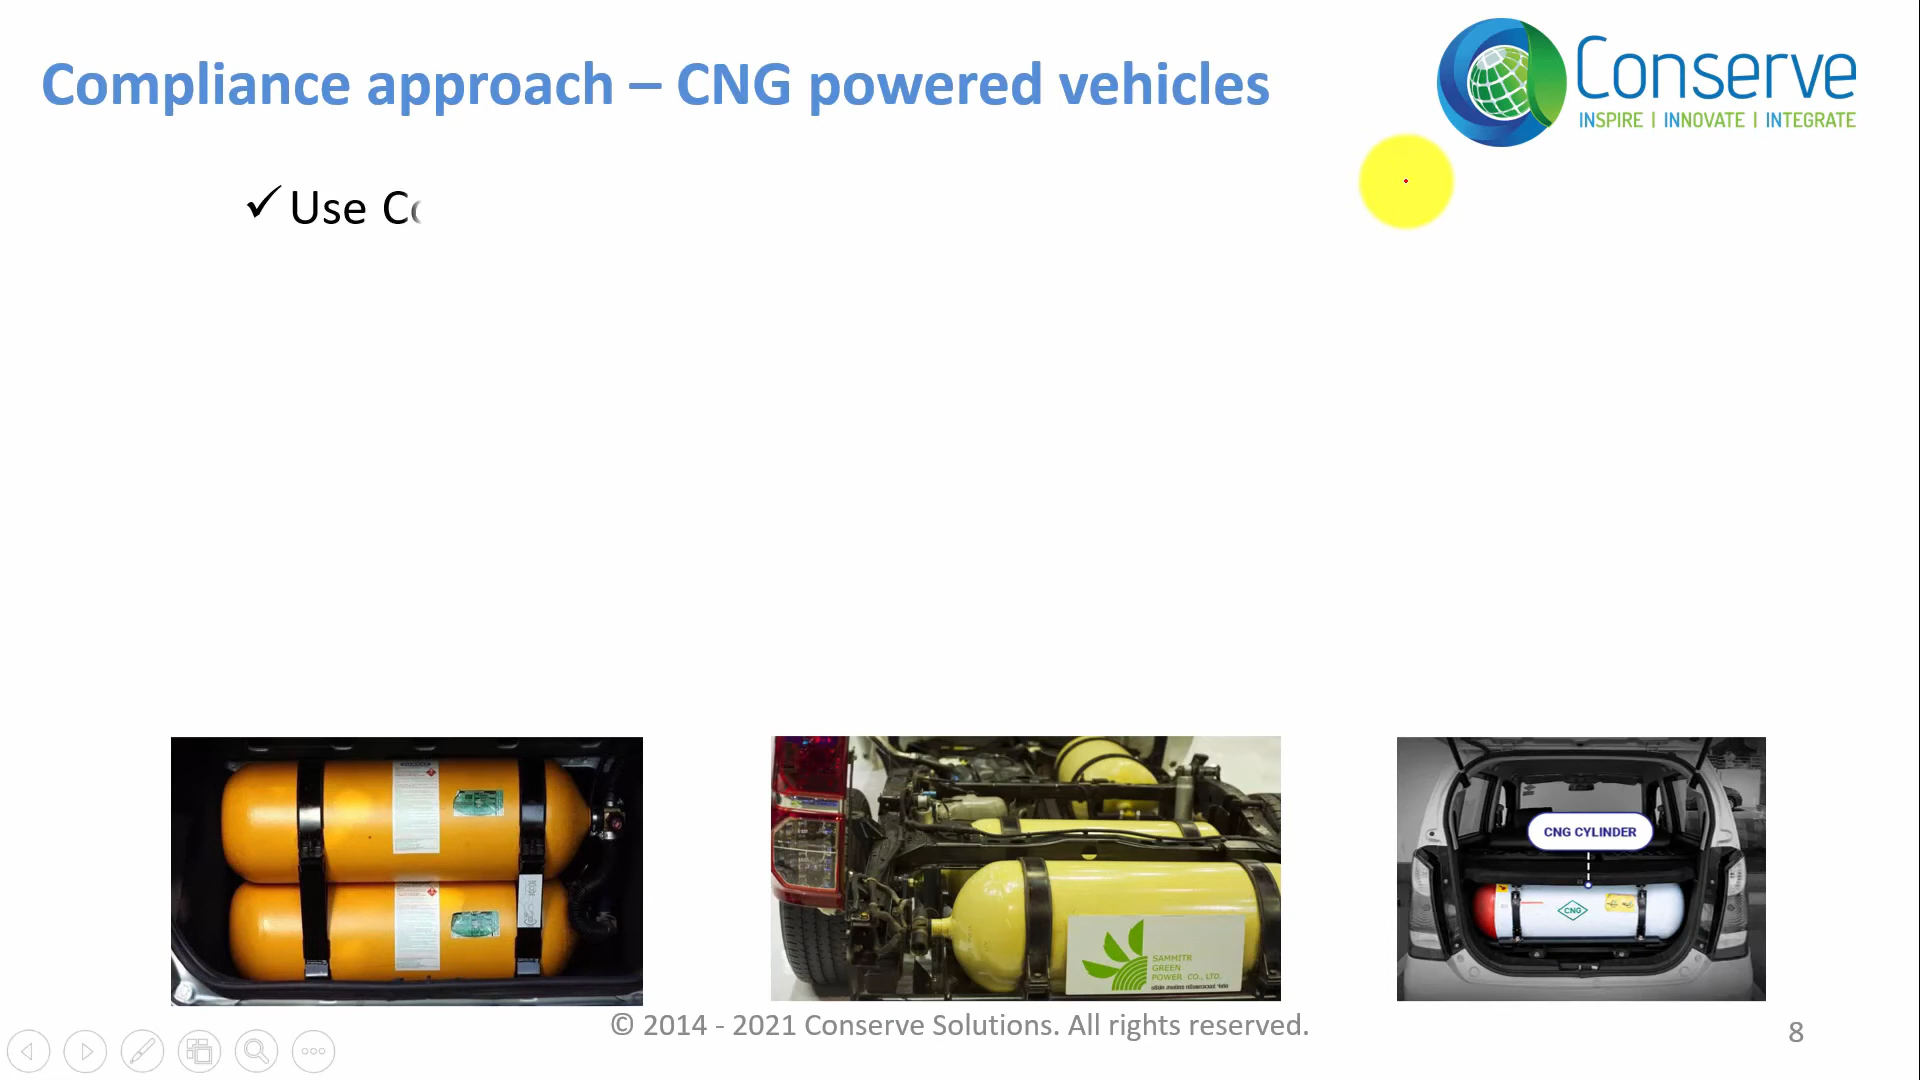 Compliance approach – CNG powered vehicles
Conserve
INSPIRE | INNOVATE | INTEGRATE
✓ Use Co
CNG CYLINDER
CNG
SAMMITR
GREEN
POWER CO., LTD.
© 2014 - 2021 Conserve Solutions. All rights reserved.
8